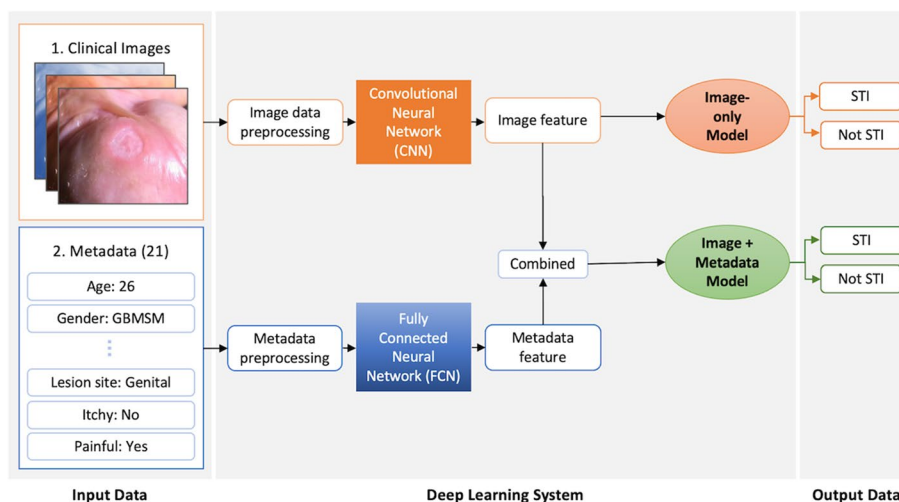 1. Clinical Images
2. Metadata (21)
Age: 26
Gender: GBMSM
Lesion site: Genital
Itchy: No
Painful: Yes
Input Data
Image data
preprocessing
Convolutional
Neural
Network
(CNN)
Image feature
Combined
Metadata
preprocessing
Fully
Connected
Neural
Network (FCN)
Metadata
feature
Image-
only
Model
Image +
Metadata
Model
Deep Learning System
STI
Not STI
STI
Not STI
Output Data